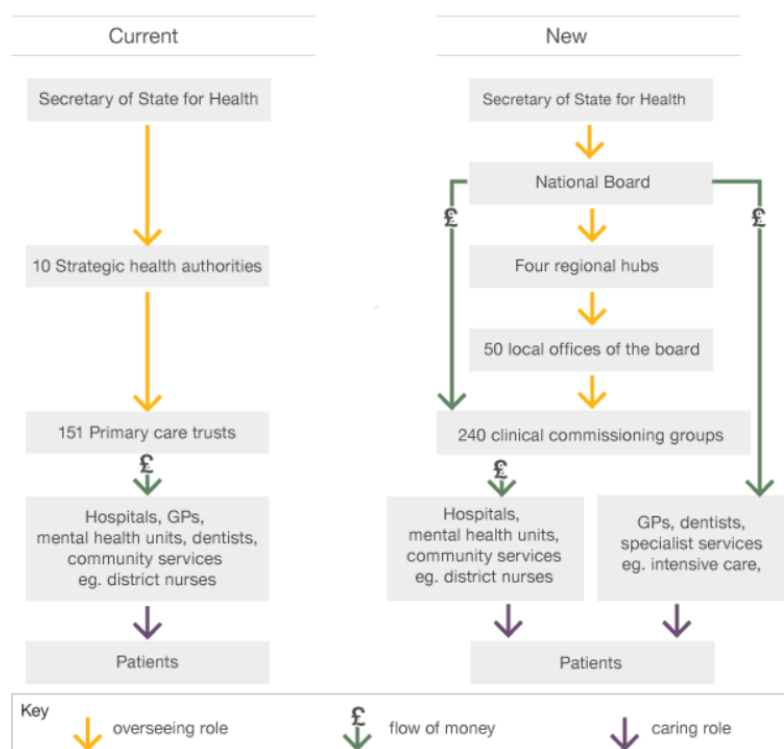 Current
Secretary of State for Health
10 Strategic health authorities
151 Primary care trusts
£
Hospitals, GPs,
mental health units, dentists,
community services
eg. district nurses
Patients
New
Secretary of State for Health
National Board
£
£
Four regional hubs
50 local offices of the board
240 clinical commissioning groups
£
Hospitals,
mental health units,
community services
eg. district nurses
GPs, dentists,
specialist services
eg. intensive care,
Patients
Key
overseeing role
£
flow of money
caring role